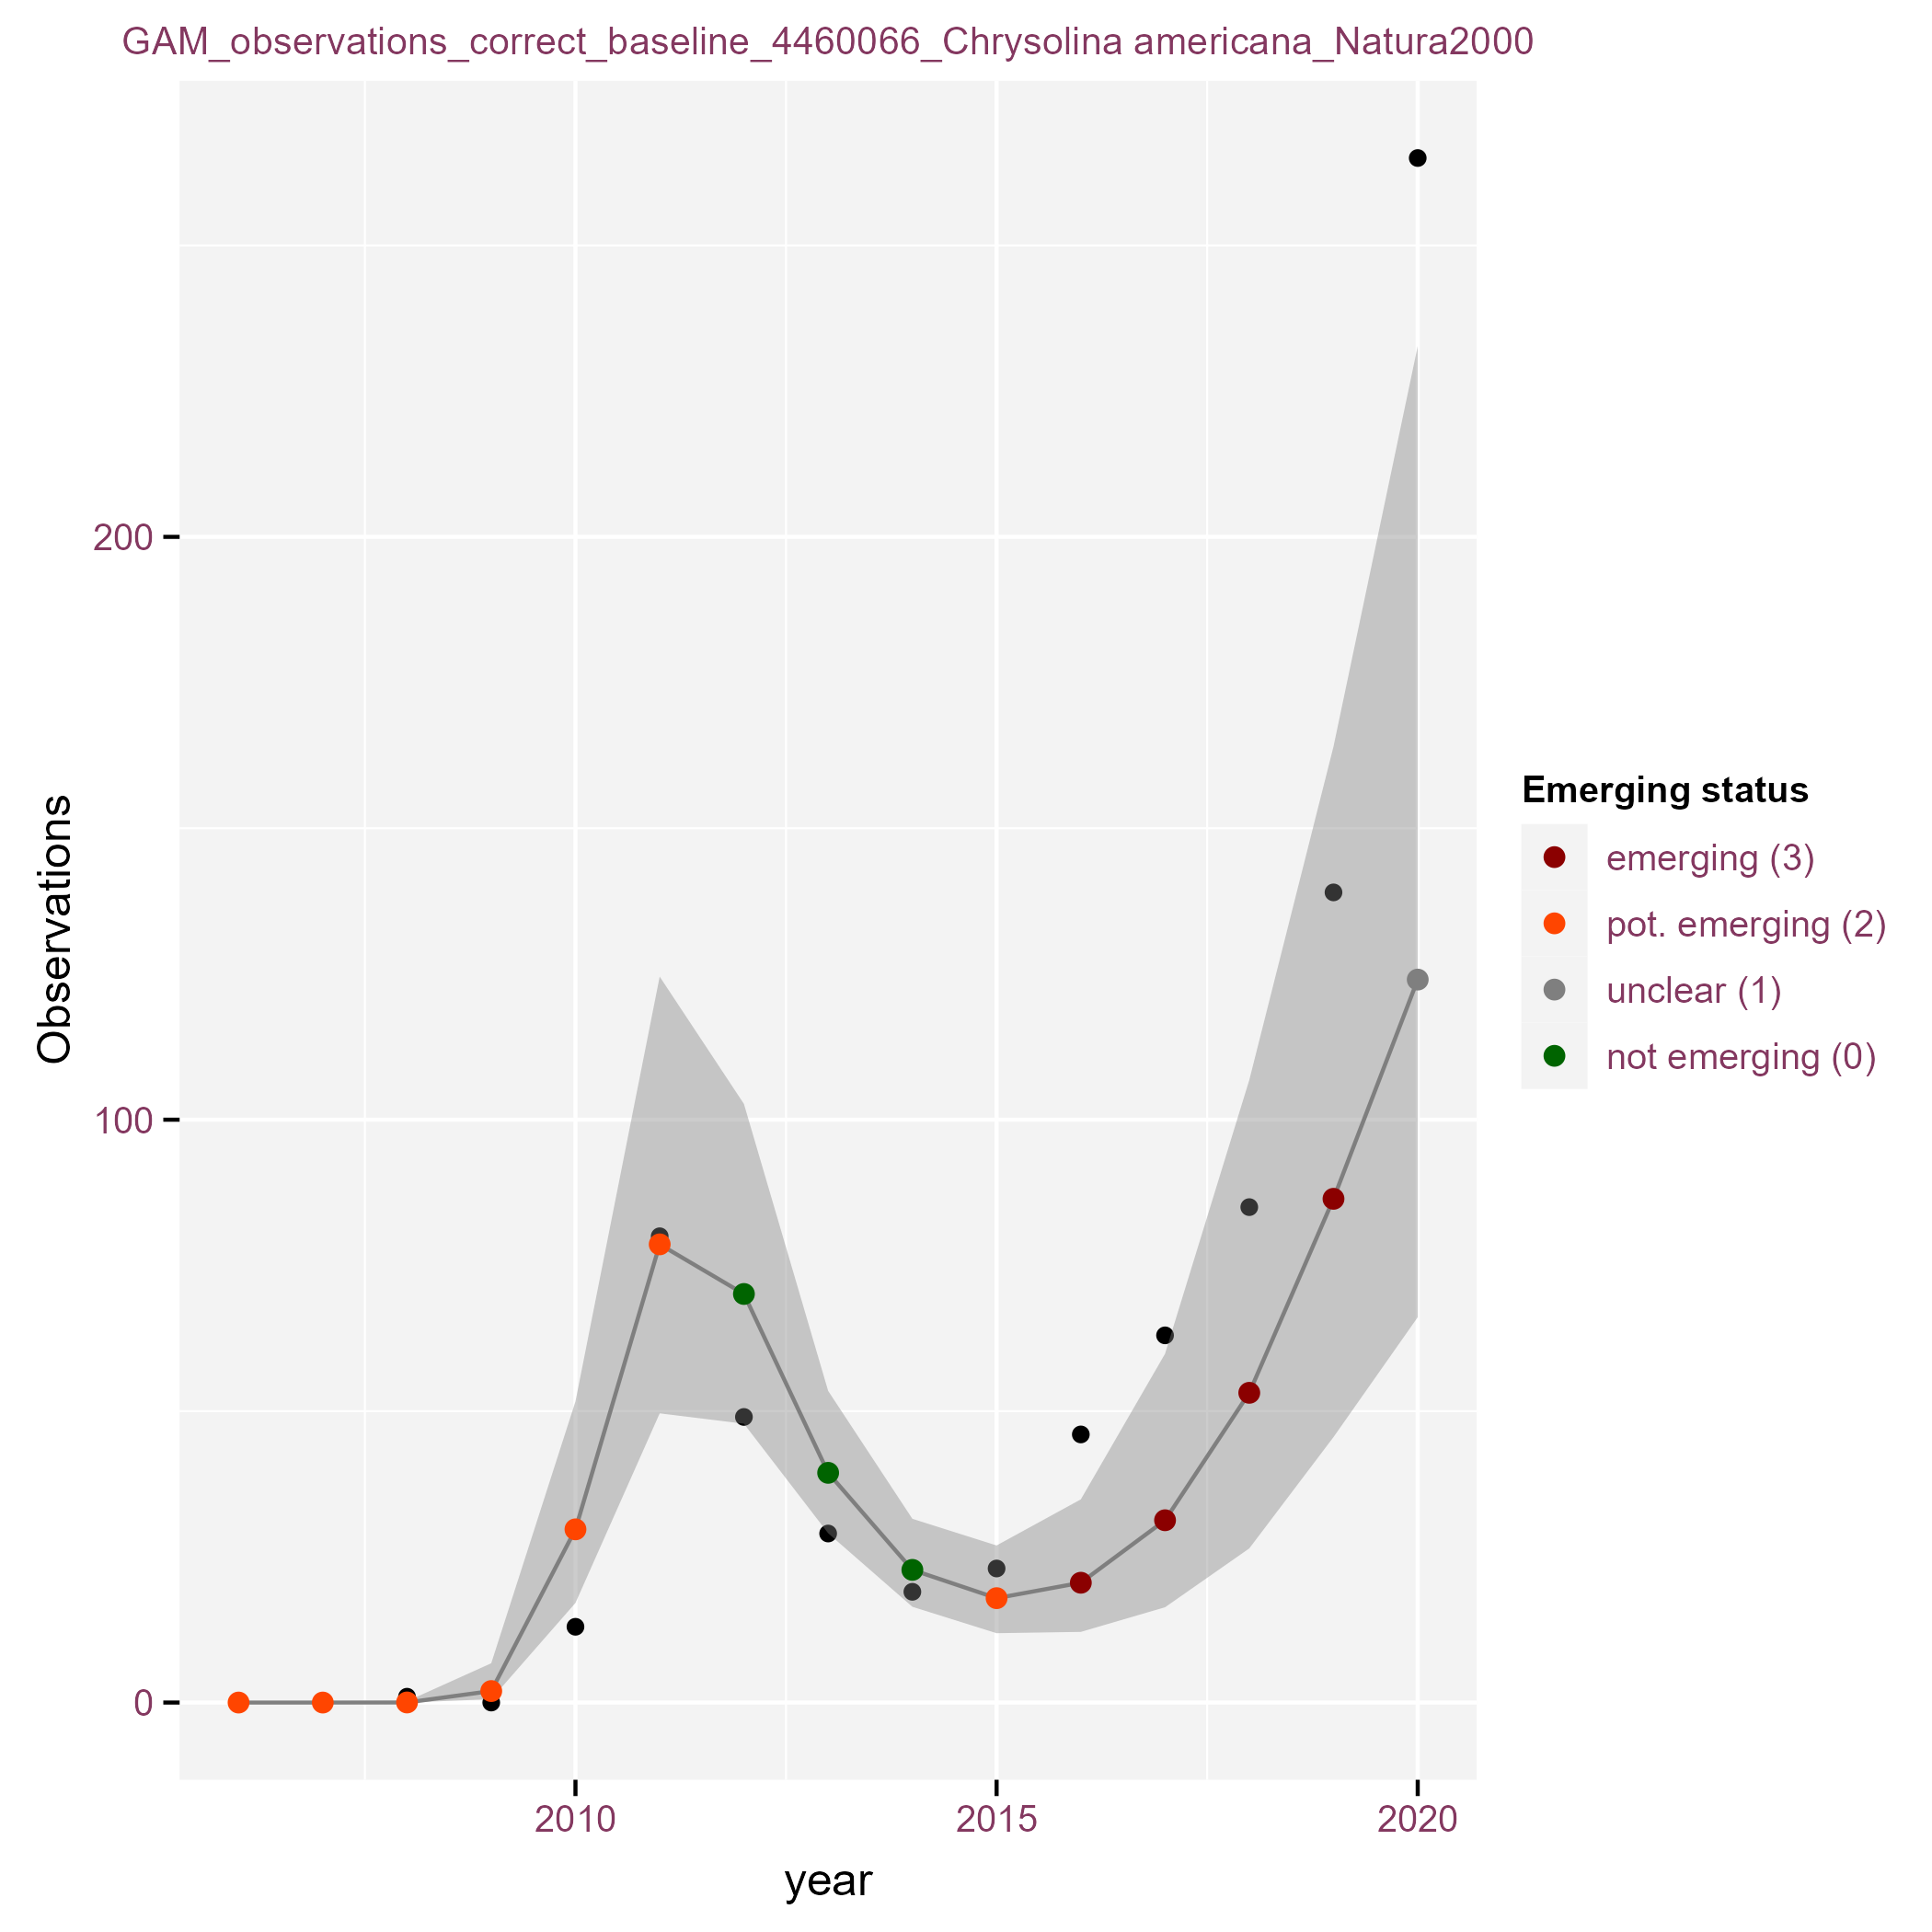 GAM_observations_correct_baseline_4460066_Chrysolina americana_Natura2000
Observations
200
100
0
2010
2015
2020
year
Emerging status
emerging (3)
pot. emerging (2)
unclear (1)
not emerging (0)